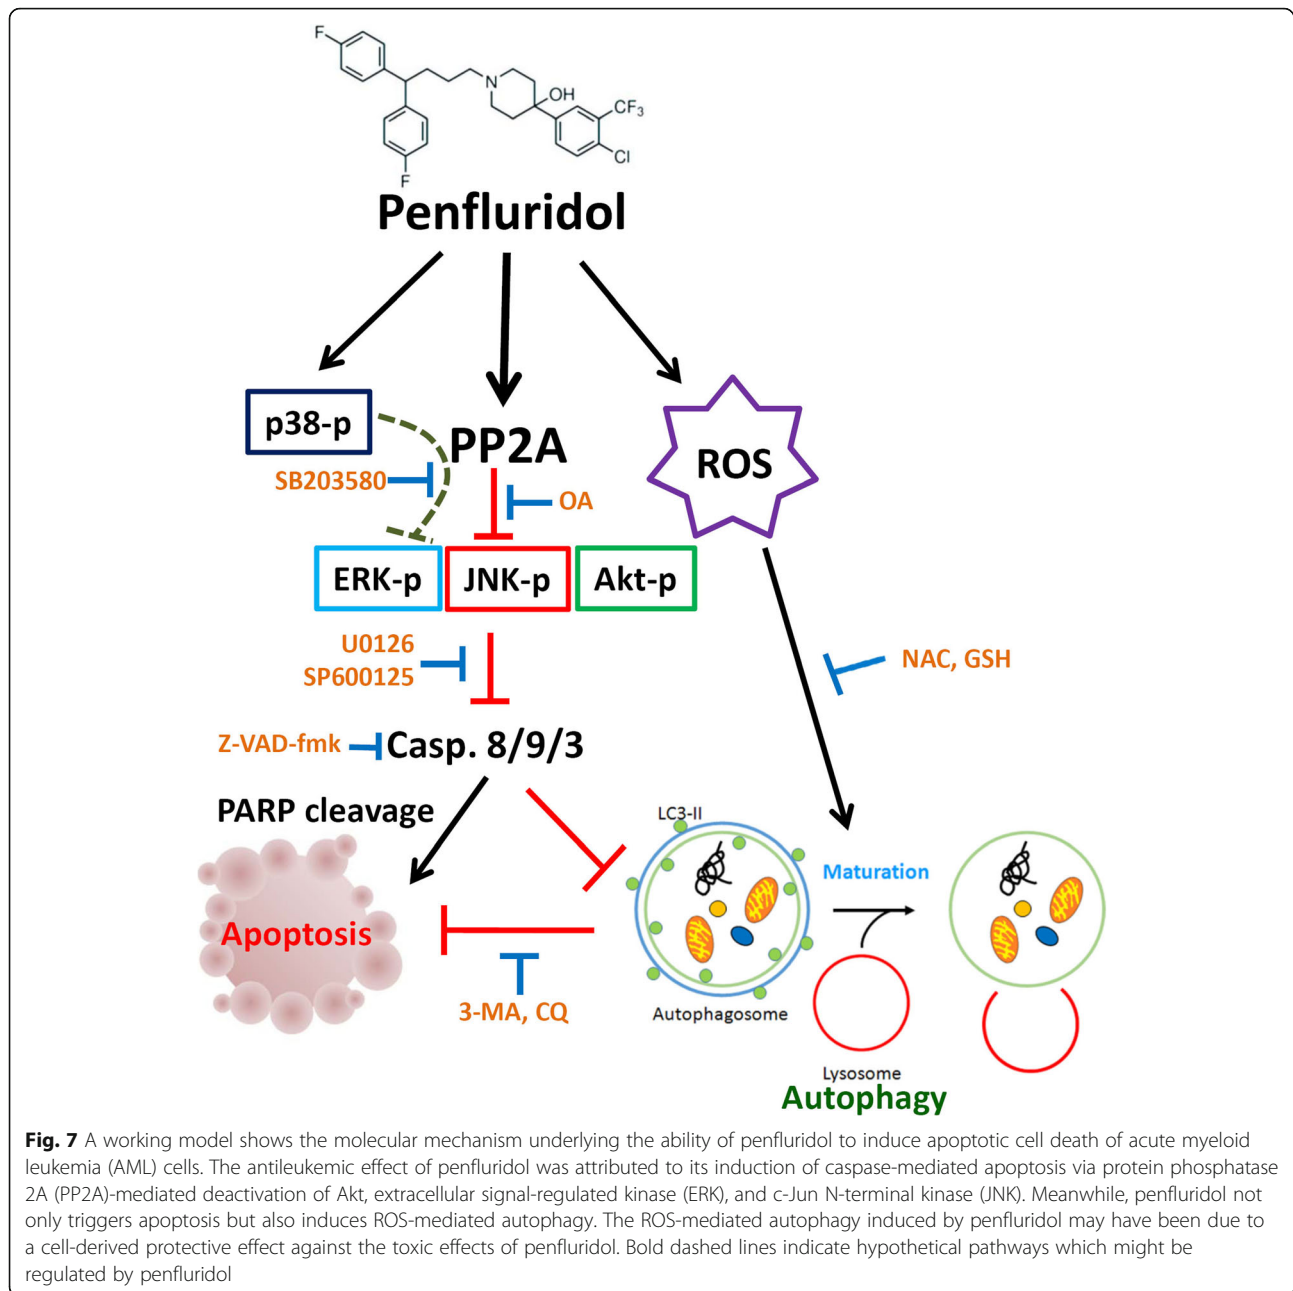 F
N
OH
CF3
Cl
F
Penfluridol
p38-p
PP2A
ROS
SB203580
OA
ERK-p
JNK-p
Akt-p
U0126
SP600125
NAC, GSH
Z-VAD-fmk
Casp. 8/9/3
PARP cleavage
LC3-II
Maturation
Apoptosis
3-MA, CQ
Autophagosome
Lysosome
Autophagy
Fig. 7 A working model shows the molecular mechanism underlying the ability of penfluridol to induce apoptotic cell death of acute myeloid
leukemia (AML) cells. The antileukemic effect of penfluridol was attributed to its induction of caspase-mediated apoptosis via protein phosphatase
2A (PP2A)-mediated deactivation of Akt, extracellular signal-regulated kinase (ERK), and c-Jun N-terminal kinase (JNK). Meanwhile, penfluridol not
only triggers apoptosis but also induces ROS-mediated autophagy. The ROS-mediated autophagy induced by penfluridol may have been due to
a cell-derived protective effect against the toxic effects of penfluridol. Bold dashed lines indicate hypothetical pathways which might be
regulated by penfluridol